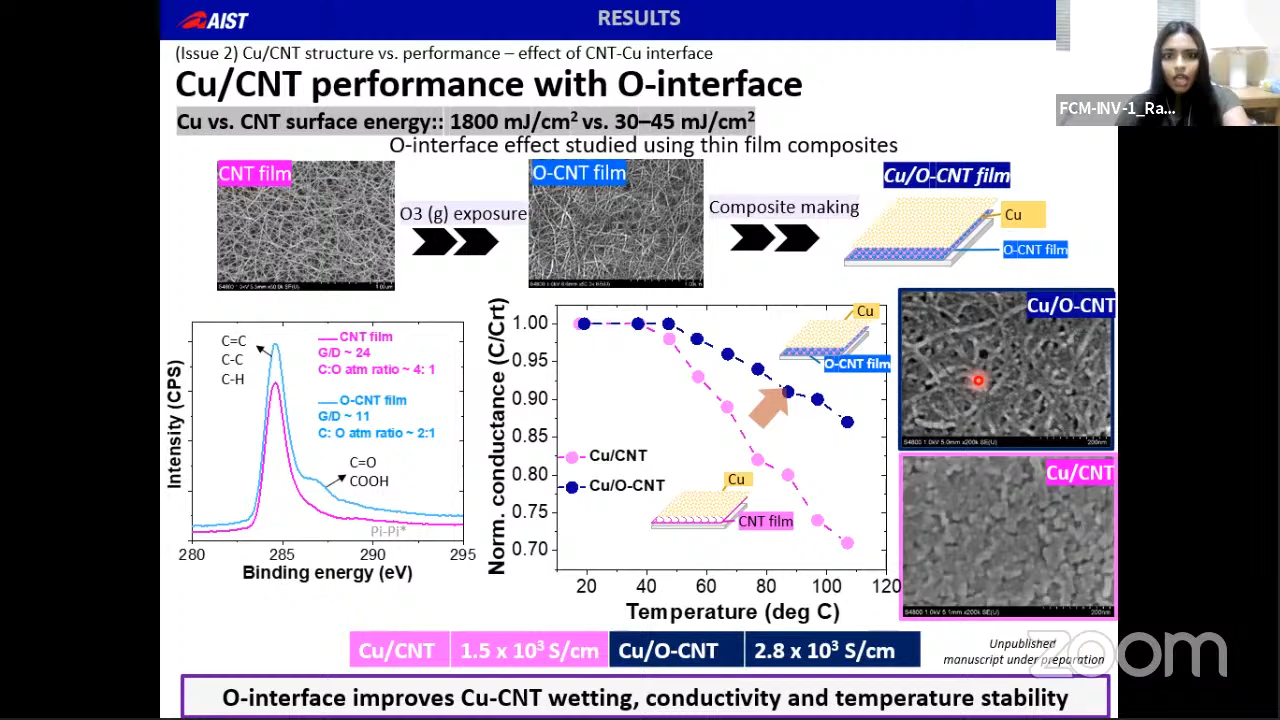 AIST
RESULTS
(Issue 2) Cu/CNT structure vs. performance – effect of CNT-Cu interface
Cu/CNT performance with O-interface
Cu vs. CNT surface energy:: 1800 mJ/cm² vs. 30–45 mJ/cm²
O-interface effect studied using thin film composites
FCM-INV-1_Ra...
CNT film
O3 (g) exposure
O-CNT film
Composite making
Cu/O-CNT film
Cu
O-CNT film
Intensity (CPS)
C=C
C-C
C-H
CNT film
G/D ~ 24
C:O atm ratio ~ 4: 1
O-CNT film
G/D ~ 11
C: O atm ratio ~ 2:1
C=O
COOH
Pi-Pi*
280 285 290 295
Binding energy (eV)
Norm. conductance (C/Crt)
1.00
0.95
0.90
0.85
0.80
0.75
0.70
Cu
O-CNT film
Cu/CNT
Cu/O-CNT
Cu
CNT film
20 40 60 80 100 120
Temperature (deg C)
Cu/O-CNT
200nm
Cu/CNT
200nm
Cu/CNT 1.5 x 10³ S/cm Cu/O-CNT 2.8 x 10³ S/cm
Unpublished
manuscript under preparation
zoom
O-interface improves Cu-CNT wetting, conductivity and temperature stability